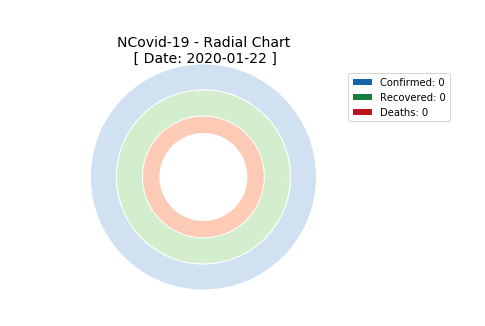 NCovid-19 - Radial Chart
[ Date: 2020-01-22 ]
Confirmed: 0
Recovered: 0
Deaths: 0